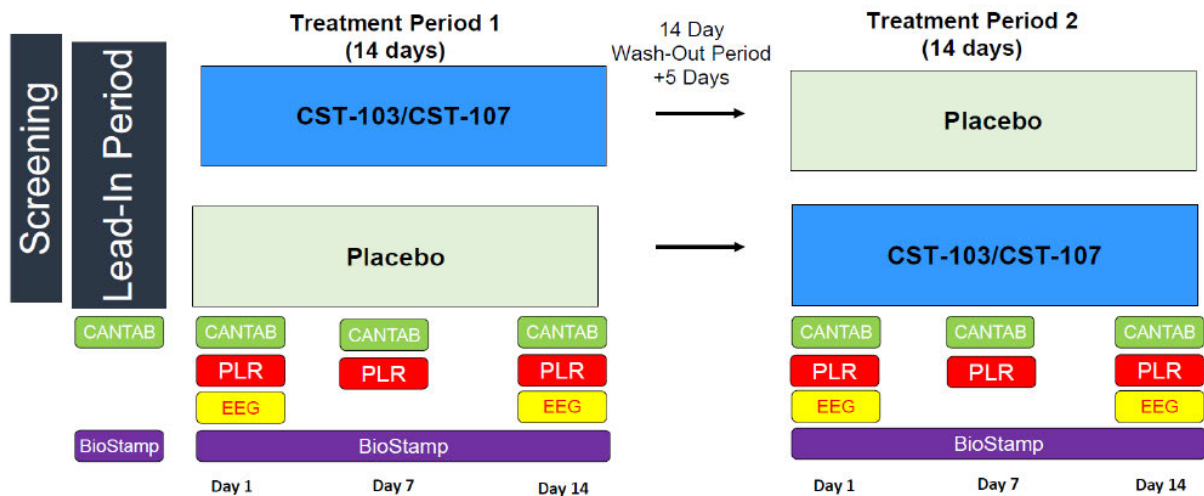 Screening
Lead-In Period
Treatment Period 1
(14 days)
14 Day
Wash-Out Period
+5 Days
Treatment Period 2
(14 days)
CST-103/CST-107
Placebo
Placebo
CST-103/CST-107
CANTAB CANTAB CANTAB CANTAB CANTAB CANTAB CANTAB
PLR PLR PLR PLR PLR PLR
EEG EEG EEG EEG
BioStamp BioStamp BioStamp
Day 1 Day 7 Day 14 Day 1 Day 7 Day 14